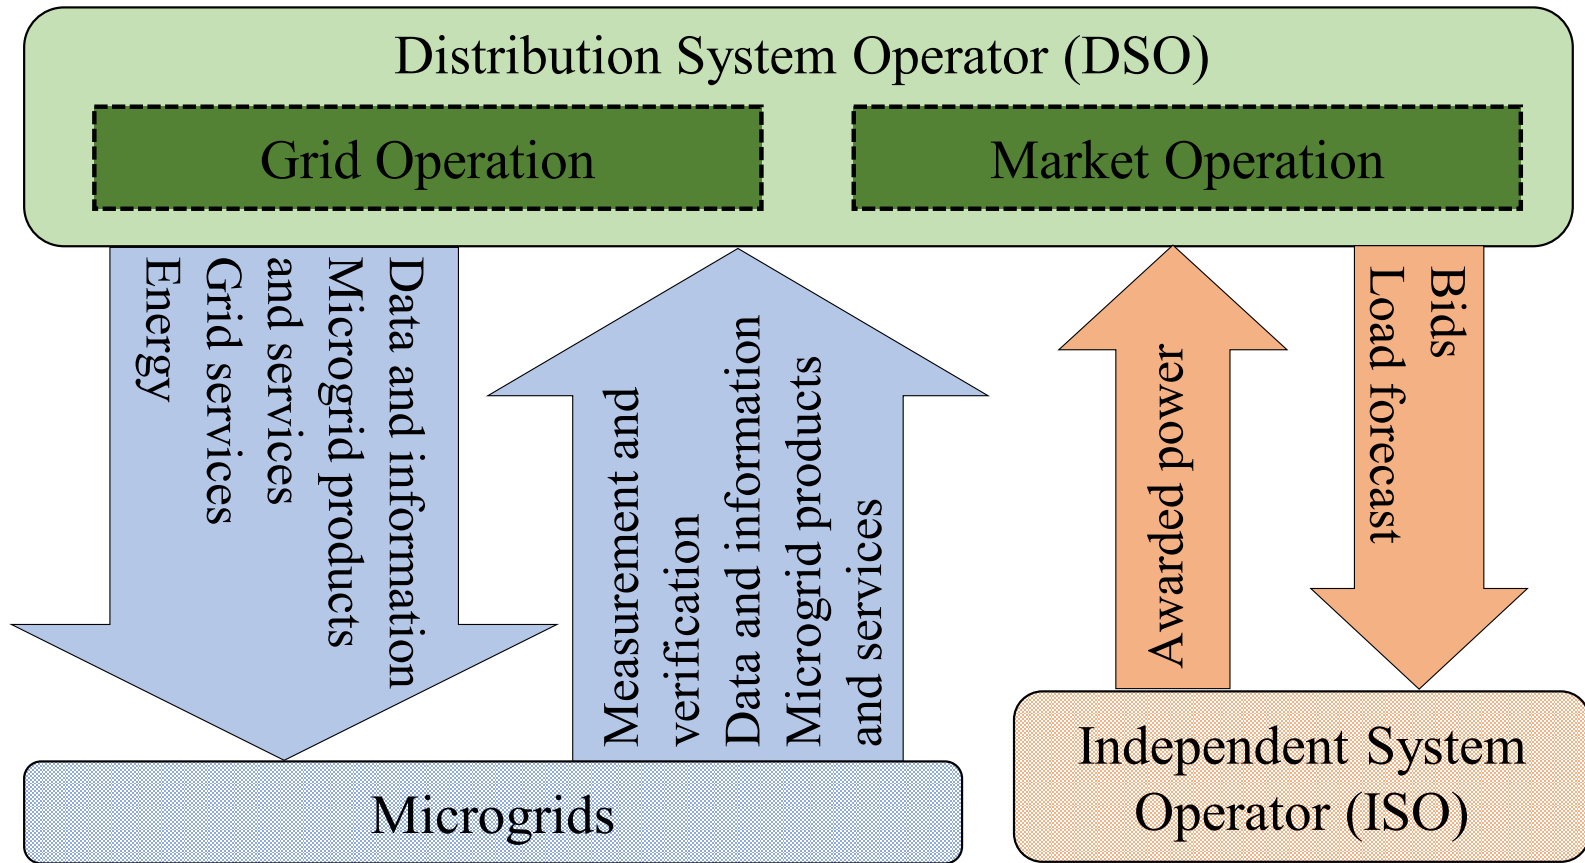 Distribution System Operator (DSO)
Grid Operation
Market Operation
Data and information
Microgrid products
and services
Grid services
Energy
Measurement and
verification
Data and information
Microgrid products
and services
Awarded power
Bids
Load forecast
Microgrids
Independent System
Operator (ISO)